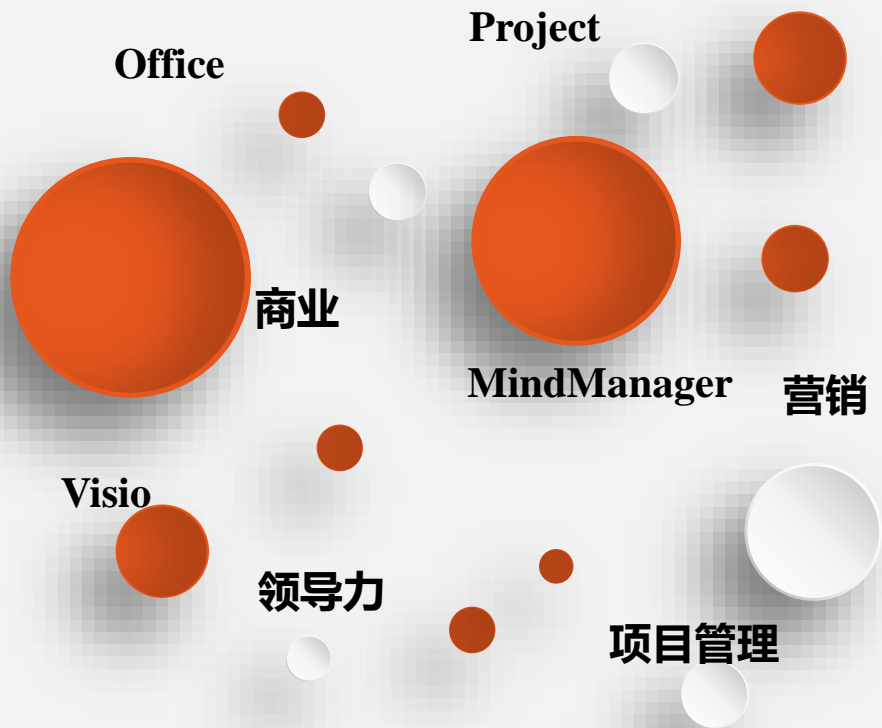 Project
Office
商业
MindManager
营销
Visio
领导力
项目管理